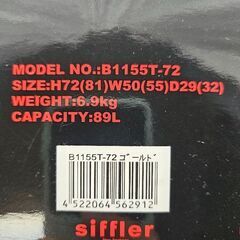 MODEL NO.:B1155T-72
SIZE:H72(81)W50(55)D29(32)
WEIGHT:6.9kg
CAPACITY:89L
B1155T-72 ゴールド
4 522064 562912
siffler